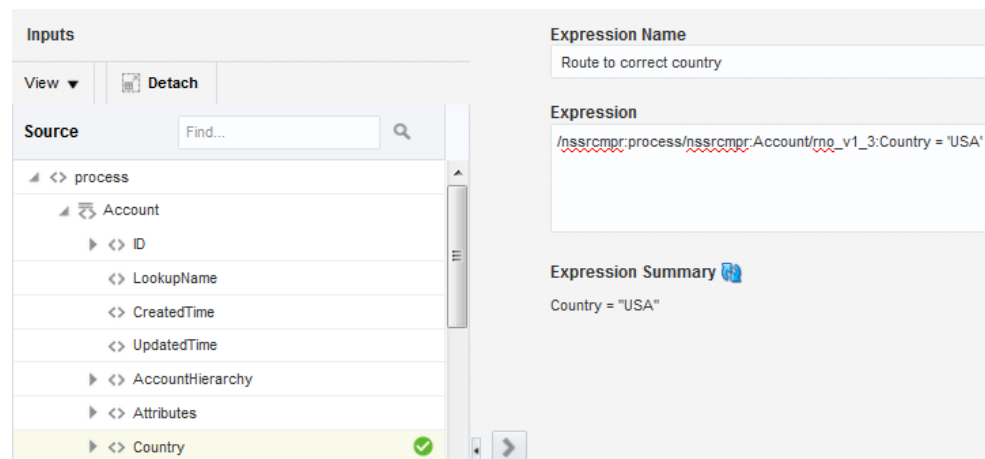 Inputs
View
Detach
Source
Find...
process
Account
ID
LookupName
CreatedTime
UpdatedTime
AccountHierarchy
Attributes
Country
Expression Name
Route to correct country
Expression
/nssrcmpr:process/nssrcmpr:Account/rno_v1_3:Country = 'USA'
Expression Summary
Country = "USA"